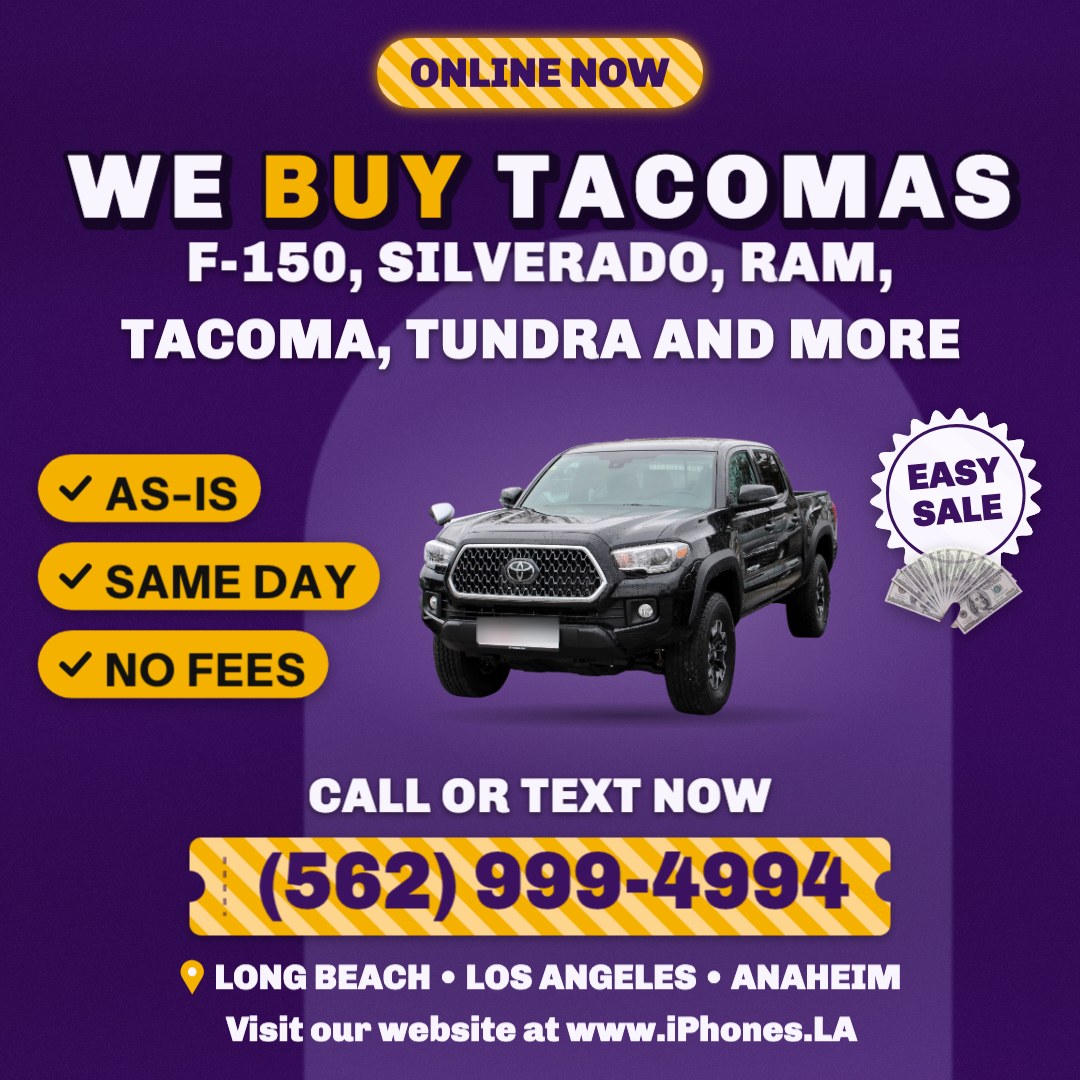 ONLINE NOW
WE BUY TACOMAS
F-150, SILVERADO, RAM,
TACOMA, TUNDRA AND MORE
EASY
SALE
AS-IS
SAME DAY
NO FEES
CALL OR TEXT NOW
(562) 999-4994
LONG BEACH • LOS ANGELES • ANAHEIM
Visit our website at www.iPhones.LA